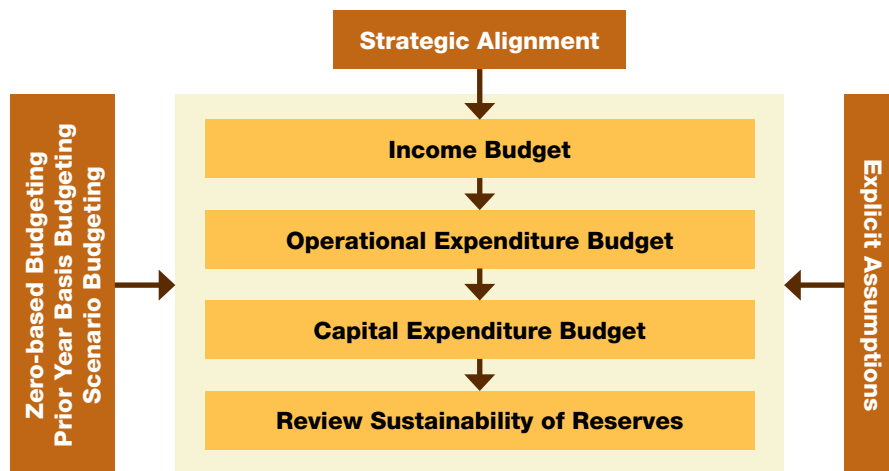 Strategic Alignment
Zero-based Budgeting
Prior Year Basis Budgeting
Scenario Budgeting
Income Budget
Operational Expenditure Budget
Capital Expenditure Budget
Review Sustainability of Reserves
Explicit Assumptions